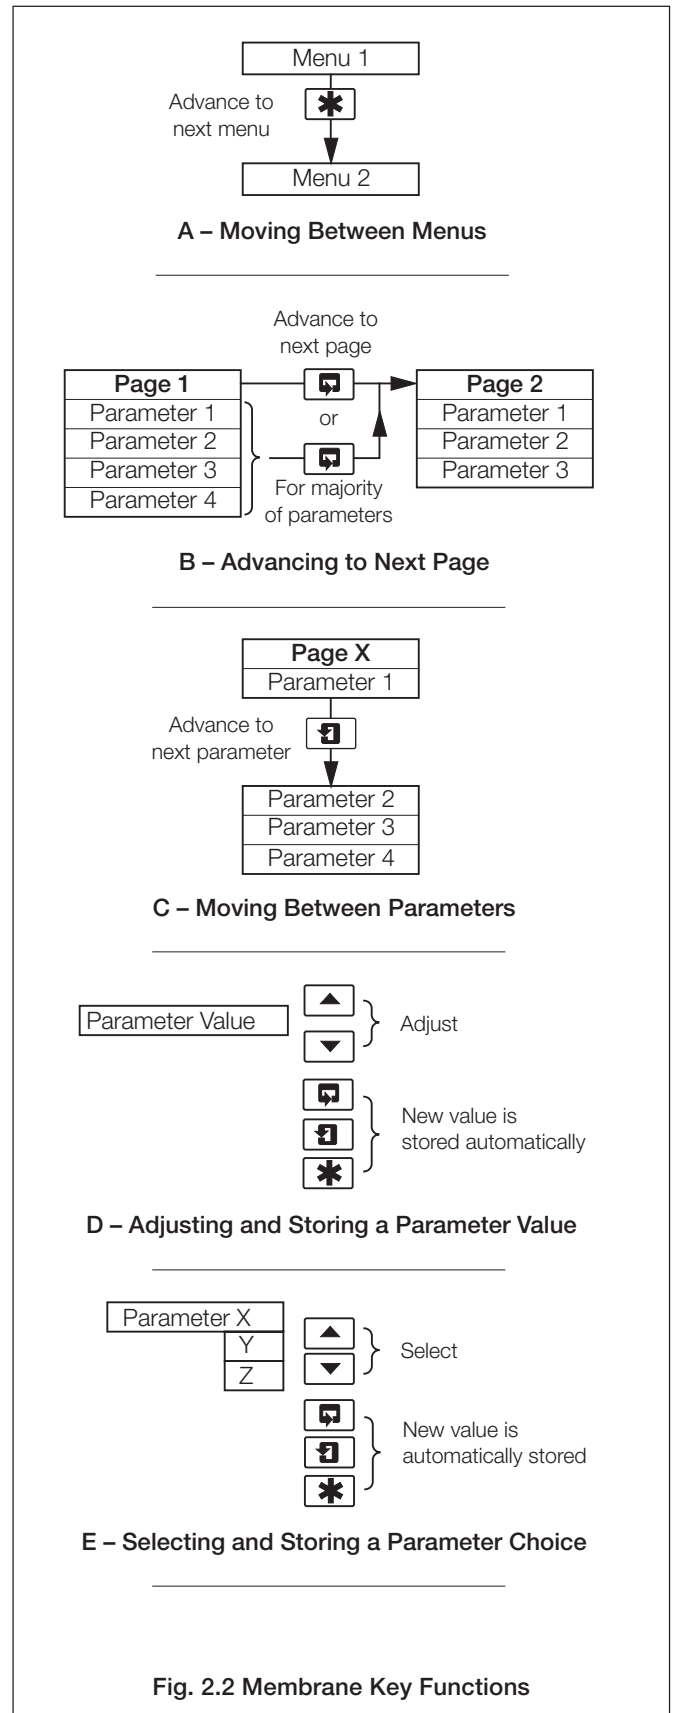 Menu 1
Advance to
next menu
Menu 2
A – Moving Between Menus
Advance to
next page
Page 1
Parameter 1
Parameter 2
Parameter 3
Parameter 4
or
For majority
of parameters
Page 2
Parameter 1
Parameter 2
Parameter 3
B – Advancing to Next Page
Page X
Parameter 1
Advance to
next parameter
Parameter 2
Parameter 3
Parameter 4
C – Moving Between Parameters
Parameter Value
Adjust
New value is
stored automatically
D – Adjusting and Storing a Parameter Value
Parameter X
Y
Z
Select
New value is
automatically stored
E – Selecting and Storing a Parameter Choice
Fig. 2.2 Membrane Key Functions